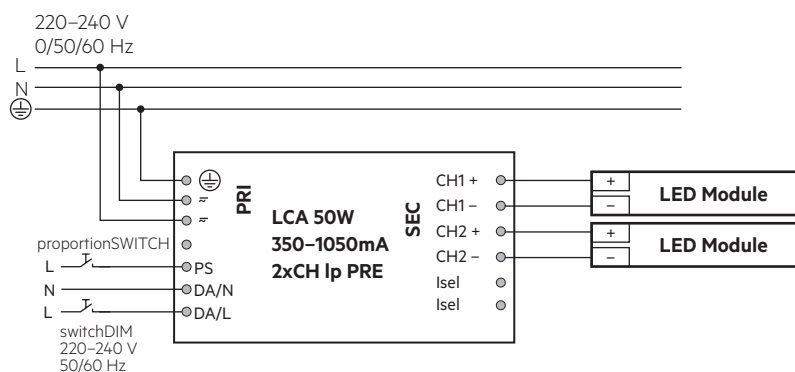 220–240 V
0/50/60 Hz
L
N
PRI
LCA 50W
350–1050mA
2xCH lp PRE
SEC
CH1 +
CH1 –
CH2 +
CH2 –
Isel
Isel
+
–
LED Module
+
–
LED Module
proportionSWITCH
L
PS
N
DA/N
L
DA/L
switchDIM
220–240 V
50/60 Hz